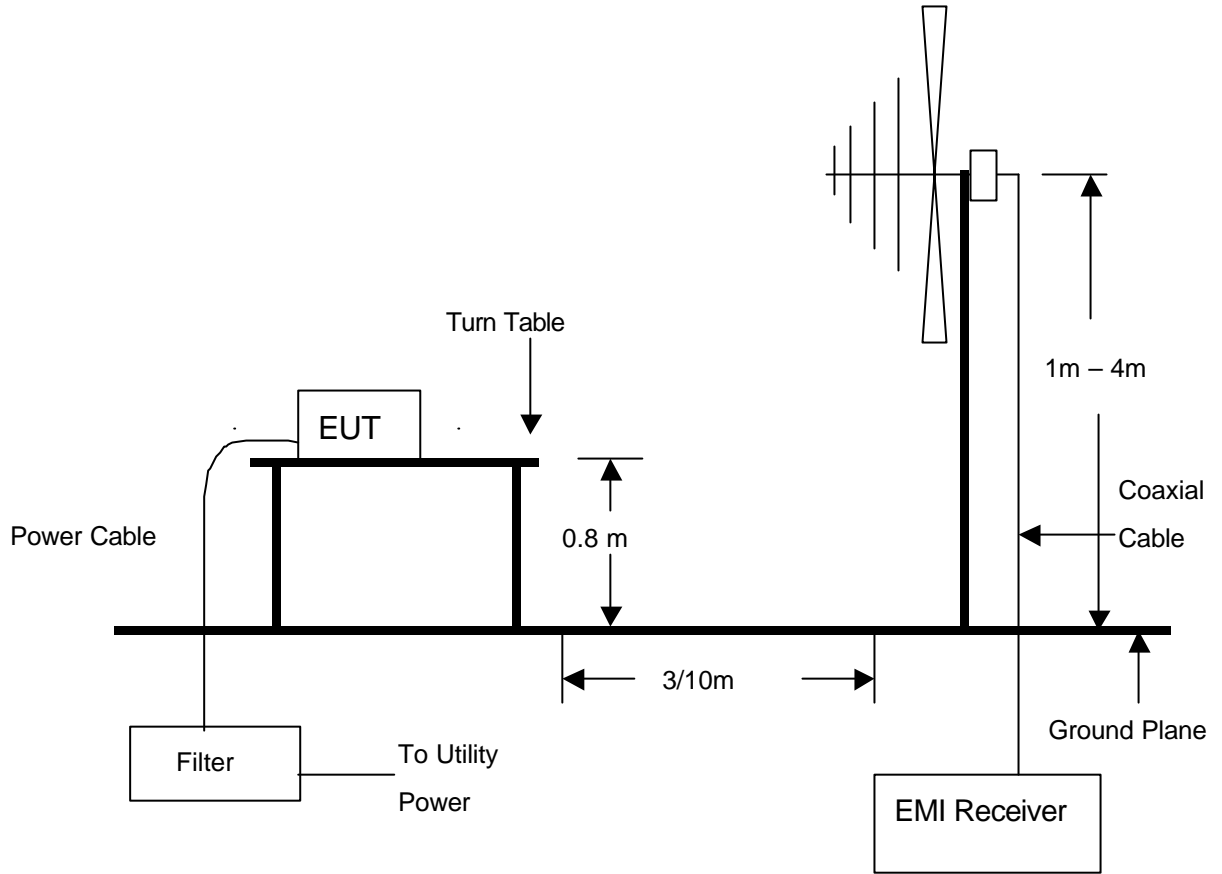 Turn Table
1m – 4m
EUT
Coaxial
Cable
Power Cable
0.8 m
3/10m
Ground Plane
Filter
To Utility
Power
EMI Receiver